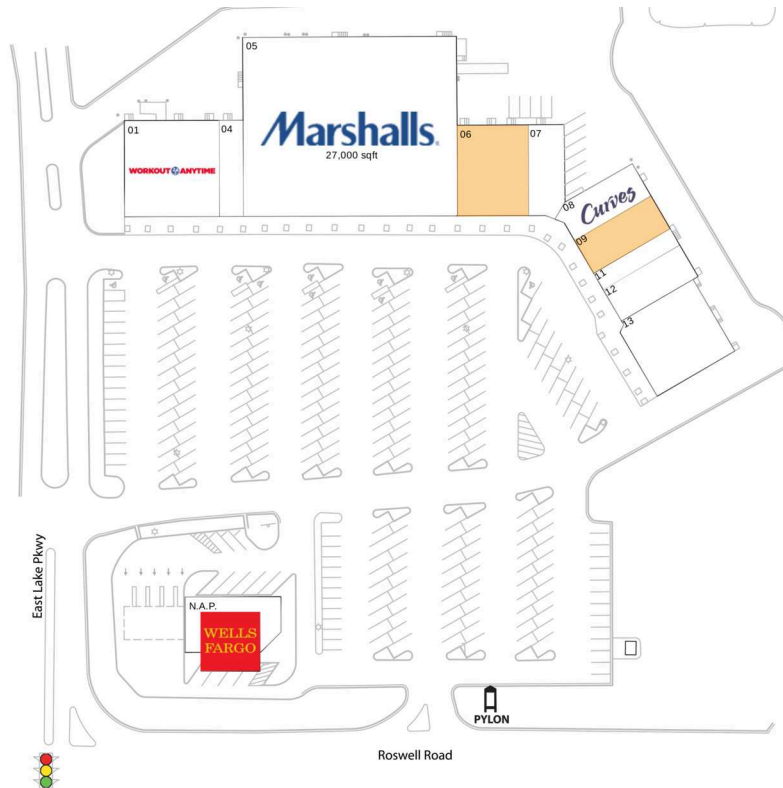 05
Marshalls.
27,000 sqft
01
04
06
07
WORKOUT ANYTIME
08
Curves
09
11
12
13
East Lake Pkwy
N.A.P.
WELLS
FARGO
PYLON
Roswell Road